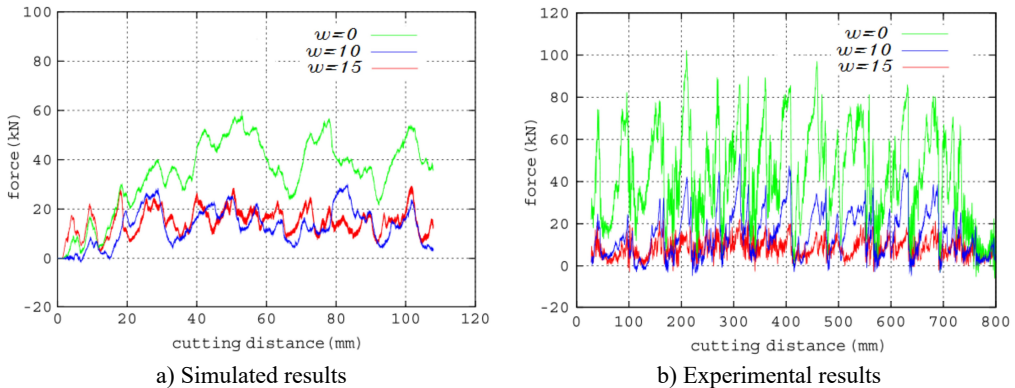 100
80
60
40
20
0
-20
force(kN)
w=0
w=10
w=15
0 20 40 60 80 100 120
cutting distance(mm)
a) Simulated results
120
100
80
60
40
20
0
-20
force(kN)
w=0
w=10
w=15
0 100 200 300 400 500 600 700 800
cutting distance(mm)
b) Experimental results